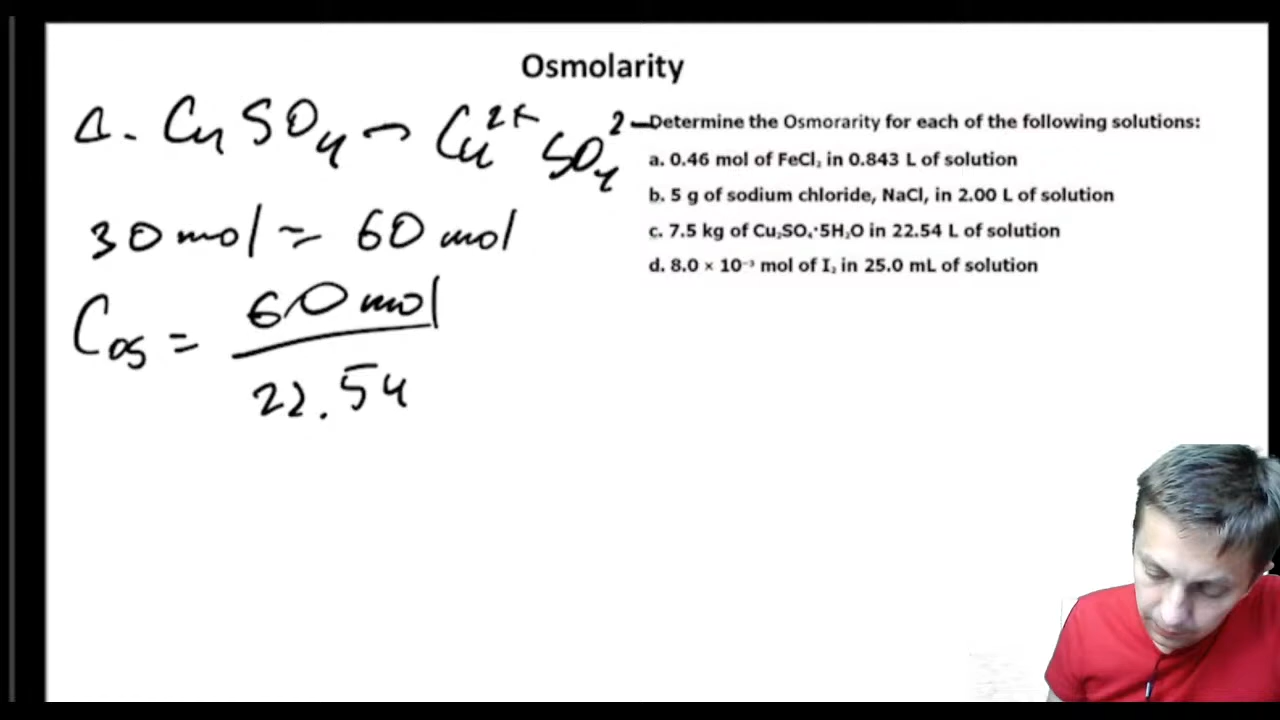 Osmolarity
a. CuSO₄ → Cu²⁺ SO₄²⁻
30 mol = 60 mol
Cos = 60 mol
22.54
Determine the Osmorarity for each of the following solutions:
a. 0.46 mol of FeCl₂ in 0.843 L of solution
b. 5 g of sodium chloride, NaCl, in 2.00 L of solution
c. 7.5 kg of Cu₂SO₄·5H₂O in 22.54 L of solution
d. 8.0 × 10⁻³ mol of I₂ in 25.0 mL of solution